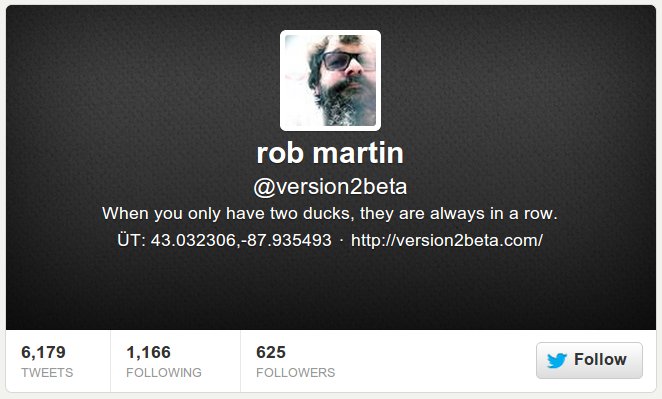 rob martin
@version2beta
When you only have two ducks, they are always in a row.
ÜT: 43.032306,-87.935493 · http://version2beta.com/
6,179 1,166 625 Follow
TWEETS FOLLOWING FOLLOWERS